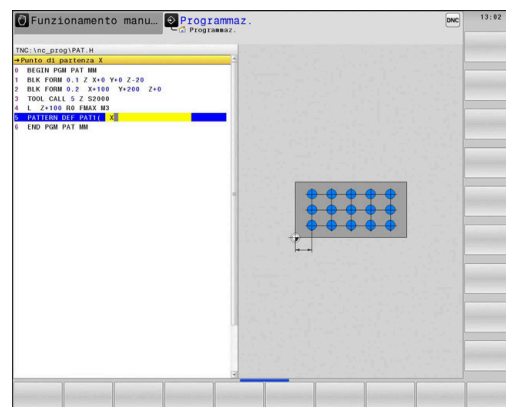 Funzionamento manu…
Programmaz.
Programmaz.
DNC
13:02
TNC:\nc_prog\PAT.H
→Punto di partenza X
0 BEGIN PGM PAT MM
1 BLK FORM 0.1 Z X+0 Y+0 Z-20
2 BLK FORM 0.2 X+100 Y+200 Z+0
3 TOOL CALL 5 Z S2000
4 L Z+100 R0 FMAX M3
5 PATTERN DEF PAT1( X
6 END PGM PAT MM